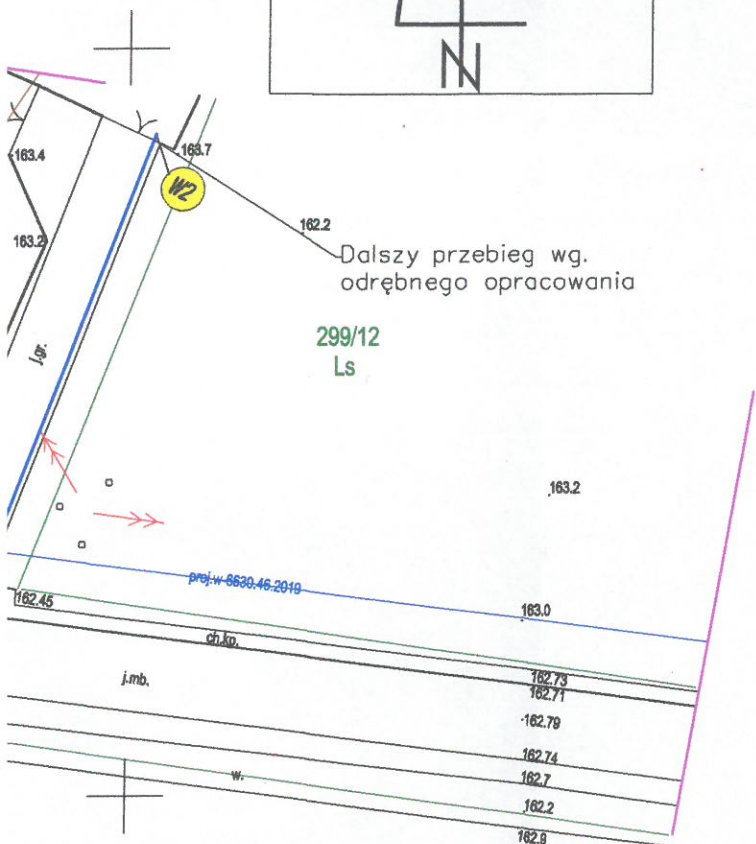 N
163.4
163.7
W2
163.2
162.2
Dalszy przebieg wg.
odrębnego opracowania
299/12
Ls
j.gr.
163.2
proj.w 6630.46.2019
163.0
162.45
ch.kp.
j.mb.
162.73
162.71
162.79
162.74
162.7
w.
162.2
162.9